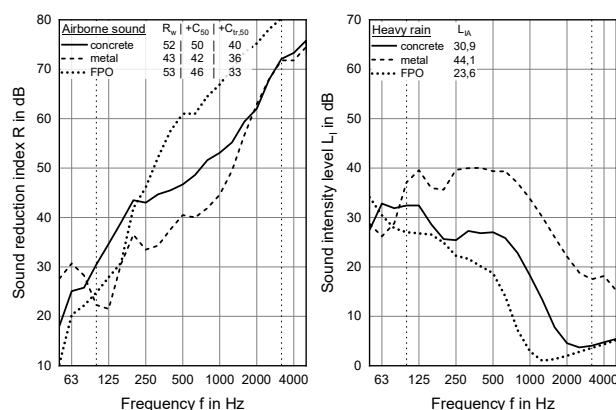 Airborne sound R_w |+C_50 |+C_tr,50
concrete 52 | 50 | 40
metal 43 | 42 | 36
FPO 53 | 46 | 33
80
70
60
50
40
30
20
10
Sound reduction index R in dB
63 125 250 500 1000 2000 4000
Frequency f in Hz
Heavy rain L_IA
concrete 30,9
metal 44,1
FPO 23,6
70
60
50
40
30
20
10
0
Sound intensity level L_I in dB
63 125 250 500 1000 2000 4000
Frequency f in Hz